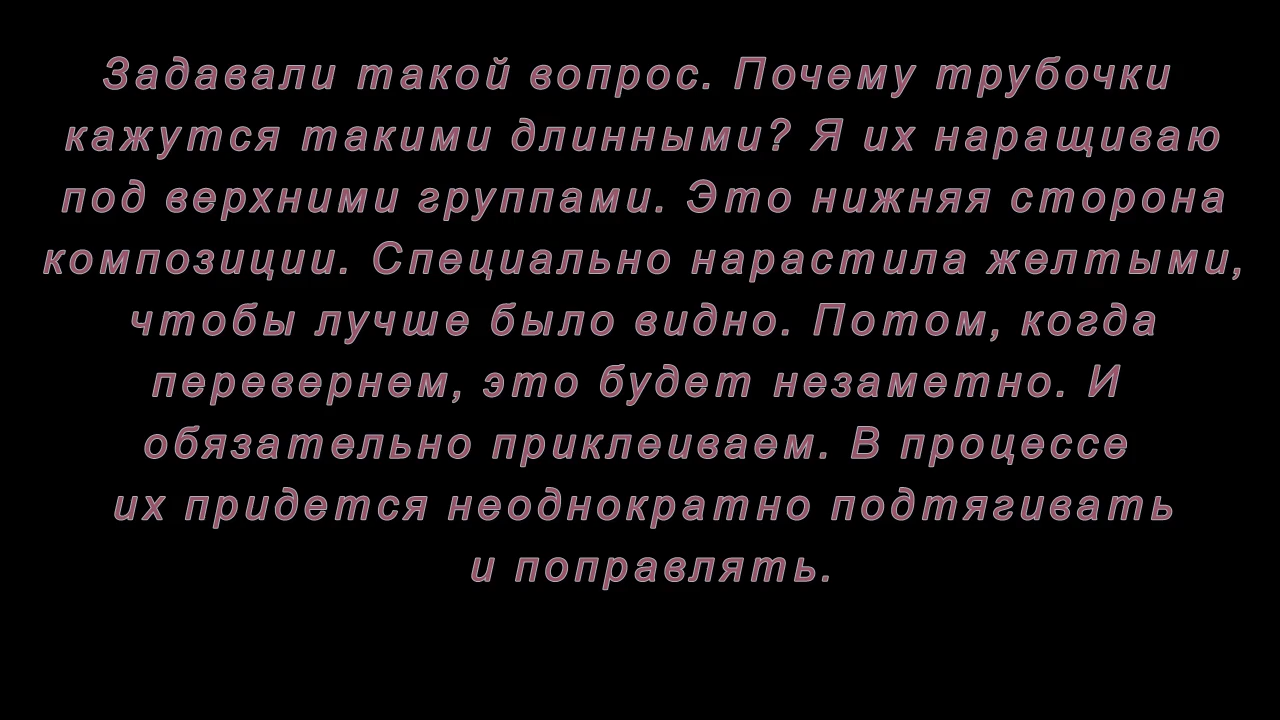 Задавали такой вопрос. Почему трубочки
кажутся такими длинными? Я их наращиваю
под верхними группами. Это нижняя сторона
композиции. Специально нарастила желтыми,
чтобы лучше было видно. Потом, когда
перевернем, это будет незаметно. И
обязательно приклеиваем. В процессе
их придется неоднократно подтягивать
и поправлять.